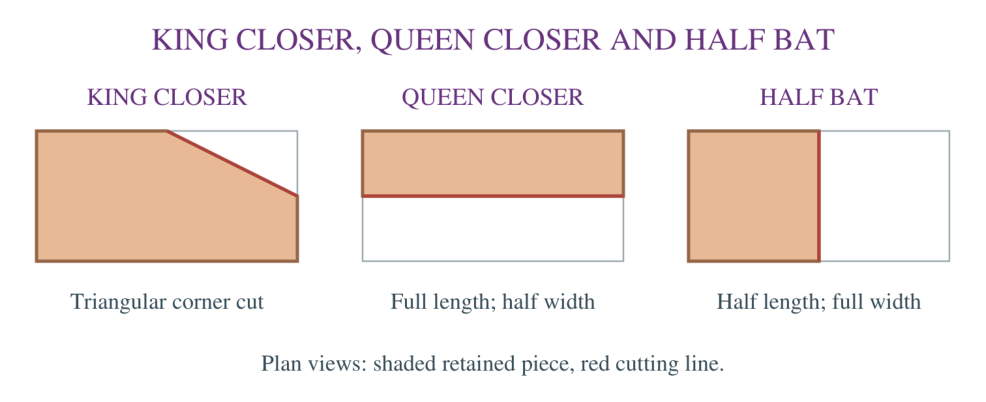 KING CLOSER, QUEEN CLOSER AND HALF BAT
KING CLOSER
QUEEN CLOSER
HALF BAT
Triangular corner cut
Full length; half width
Half length; full width
Plan views: shaded retained piece, red cutting line.